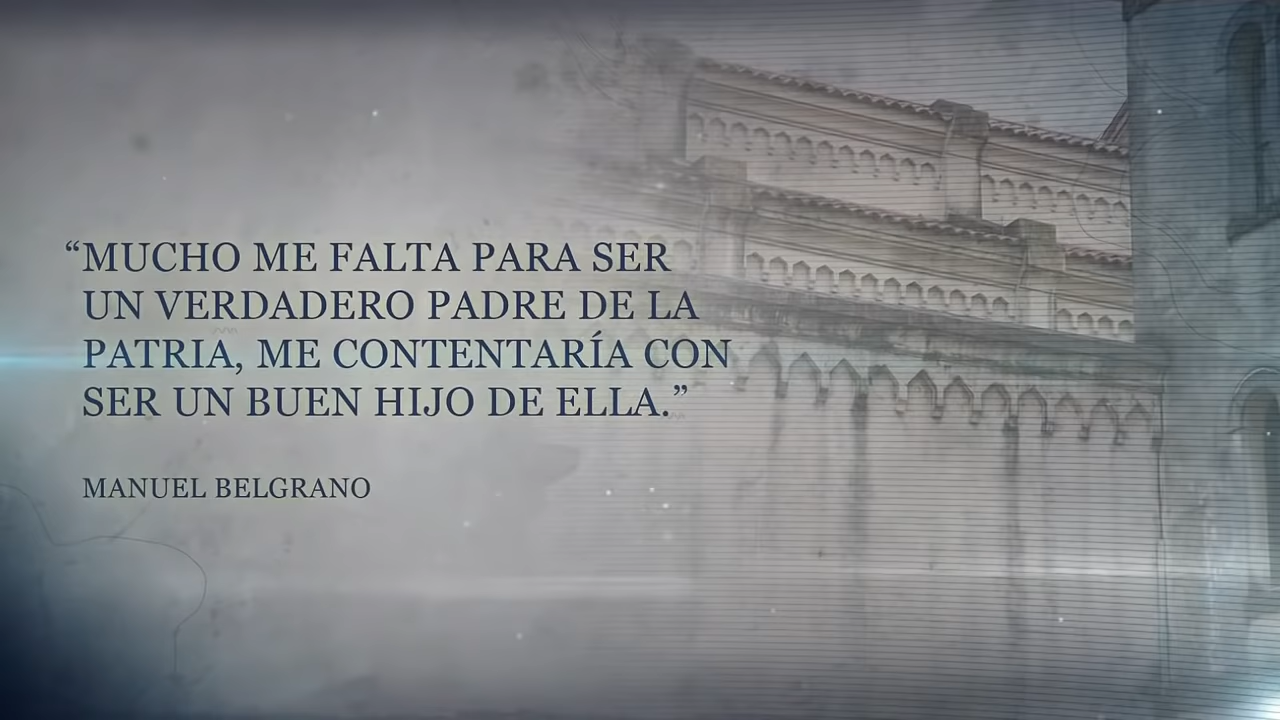 “MUCHO ME FALTA PARA SER
UN VERDADERO PADRE DE LA
PATRIA, ME CONTENTARÍA CON
SER UN BUEN HIJO DE ELLA.”
MANUEL BELGRANO